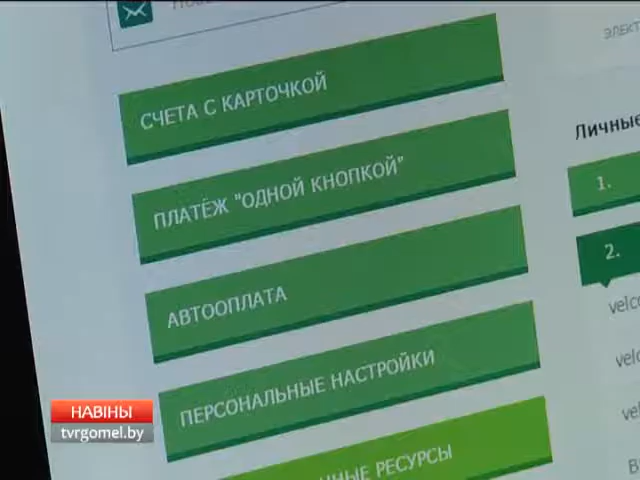 СЧЕТА С КАРТОЧКОЙ
ПЛАТЁЖ "ОДНОЙ КНОПКОЙ"
АВТООПЛАТА
ПЕРСОНАЛЬНЫЕ НАСТРОЙКИ
РЕСУРСЫ
Личные
1.
2.
НАВІНЫ
tvrgomel.by